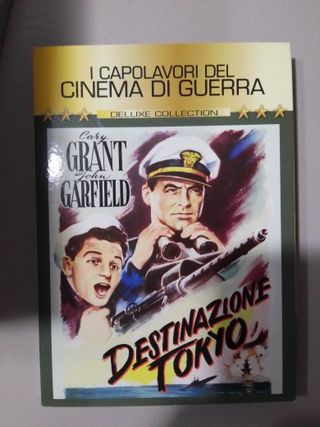 I CAPOLAVORI DEL
CINEMA DI GUERRA
DELUXE COLLECTION
Cary
GRANT
John
GARFIELD
DESTINAZIONE
TOKYO